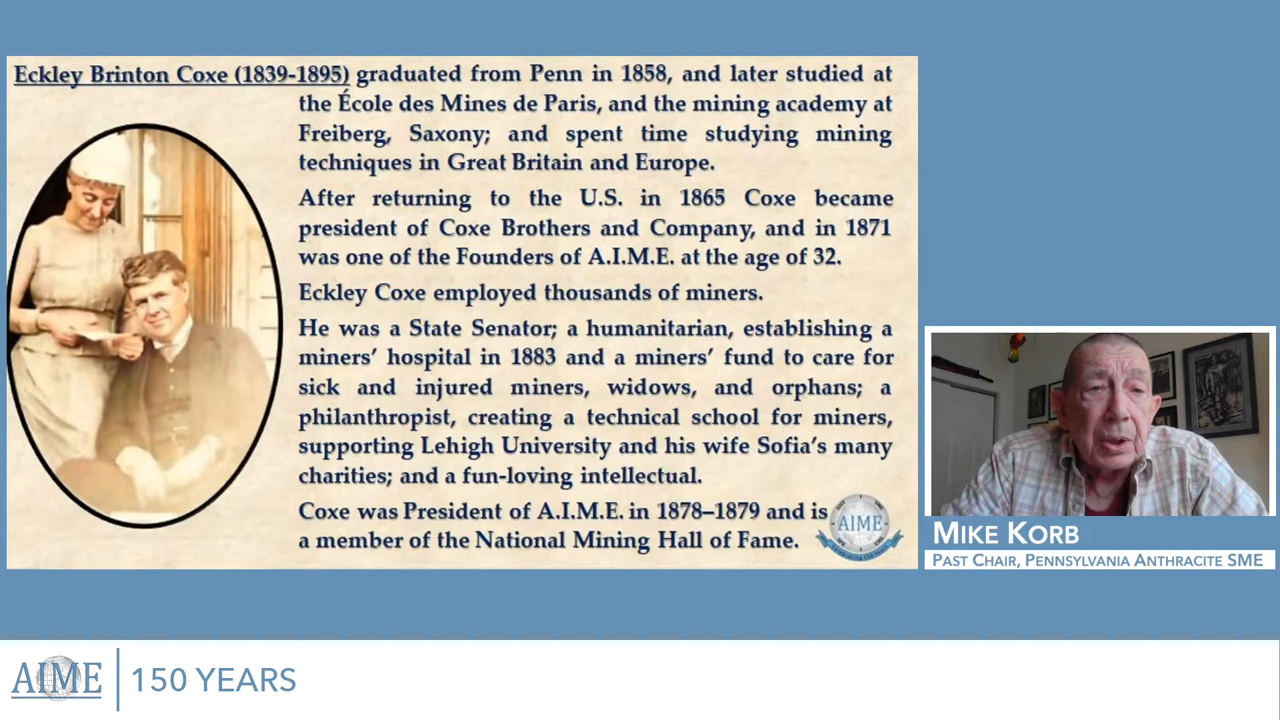 Eckley Brinton Coxe (1839-1895) graduated from Penn in 1858, and later studied at
the École des Mines de Paris, and the mining academy at
Freiberg, Saxony; and spent time studying mining
techniques in Great Britain and Europe.
After returning to the U.S. in 1865 Coxe became
president of Coxe Brothers and Company, and in 1871
was one of the Founders of A.I.M.E. at the age of 32.
Eckley Coxe employed thousands of miners.
He was a State Senator; a humanitarian, establishing a
miners’ hospital in 1883 and a miners’ fund to care for
sick and injured miners, widows, and orphans; a
philanthropist, creating a technical school for miners,
supporting Lehigh University and his wife Sofia’s many
charities; and a fun-loving intellectual.
Coxe was President of A.I.M.E. in 1878–1879 and is
a member of the National Mining Hall of Fame.
AIME
MIKE KORB
PAST CHAIR, PENNSYLVANIA ANTHRACITE SME
AIME
150 YEARS